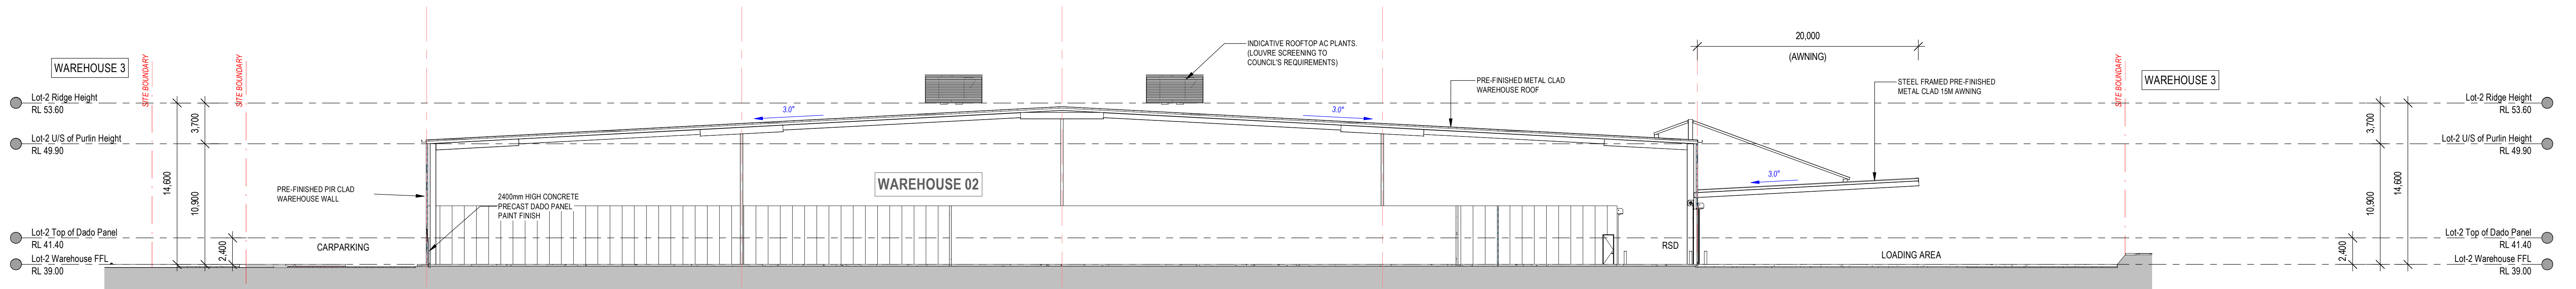 WAREHOUSE 3
SITE BOUNDARY
SITE BOUNDARY
Lot-2 Ridge Height
RL 53.60
Lot-2 U/S of Purlin Height
RL 49.90
Lot-2 Top of Dado Panel
RL 41.40
Lot-2 Warehouse FFL
RL 39.00
14,600
3,700
10,900
2,400
CARPARKING
PRE-FINISHED PIR CLAD
WAREHOUSE WALL
2400mm HIGH CONCRETE
PRECAST DADO PANEL
PAINT FINISH
3.0°
WAREHOUSE 02
INDICATIVE ROOFTOP AC PLANTS.
(LOUVRE SCREENING TO
COUNCIL'S REQUIREMENTS)
3.0°
PRE-FINISHED METAL CLAD
WAREHOUSE ROOF
RSD
20,000
(AWNING)
STEEL FRAMED PRE-FINISHED
METAL CLAD 15M AWNING
3.0°
LOADING AREA
SITE BOUNDARY
WAREHOUSE 3
3,700
10,900
14,600
2,400
Lot-2 Ridge Height
RL 53.60
Lot-2 U/S of Purlin Height
RL 49.90
Lot-2 Top of Dado Panel
RL 41.40
Lot-2 Warehouse FFL
RL 39.00